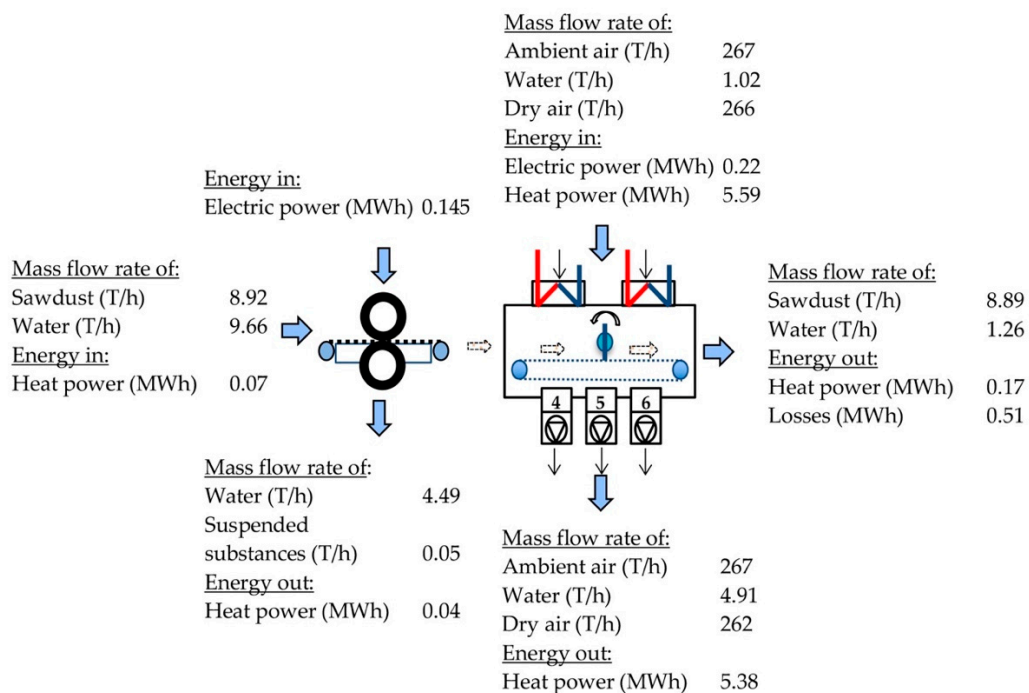 Mass flow rate of:
Ambient air (T/h) 267
Water (T/h) 1.02
Dry air (T/h) 266
Energy in:
Electric power (MWh) 0.22
Heat power (MWh) 5.59
Energy in:
Electric power (MWh) 0.145
Mass flow rate of:
Sawdust (T/h) 8.92
Water (T/h) 9.66
Energy in:
Heat power (MWh) 0.07
4 5 6
Mass flow rate of:
Sawdust (T/h) 8.89
Water (T/h) 1.26
Energy out:
Heat power (MWh) 0.17
Losses (MWh) 0.51
Mass flow rate of:
Water (T/h) 4.49
Suspended
substances (T/h) 0.05
Energy out:
Heat power (MWh) 0.04
Mass flow rate of:
Ambient air (T/h) 267
Water (T/h) 4.91
Dry air (T/h) 262
Energy out:
Heat power (MWh) 5.38